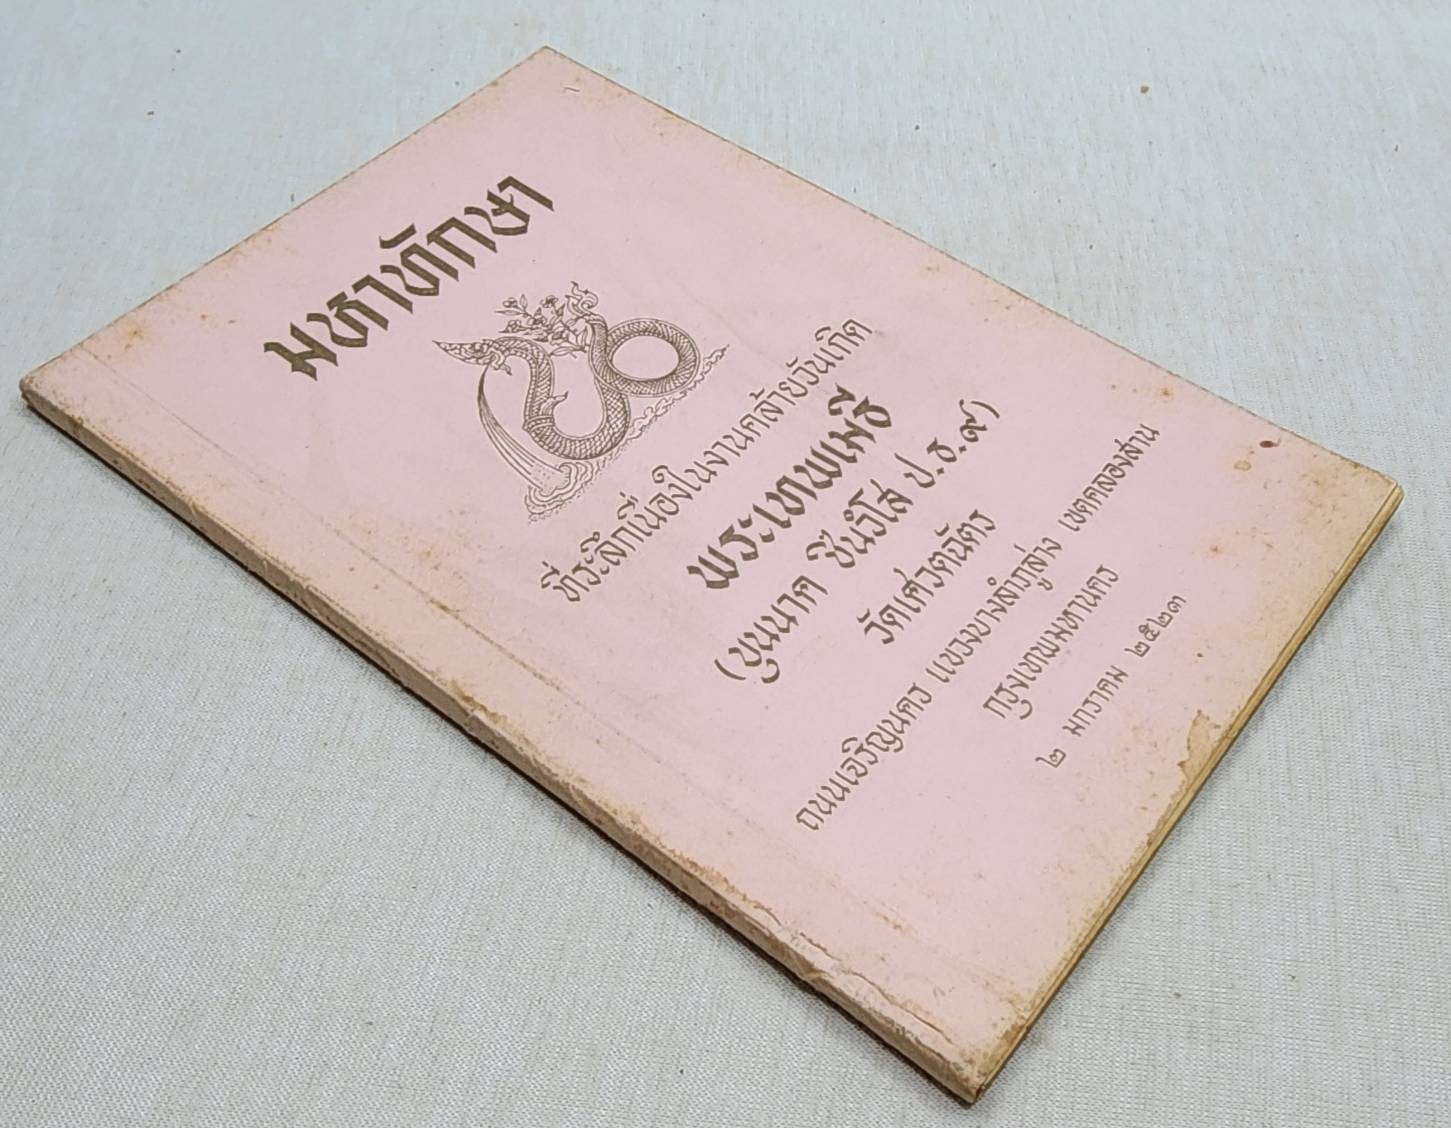 มหาทักษา
ที่ระลึกเนื่องในงานคล้ายวันเกิด
พระเทพเมธี
(บุนนาค ชินวํโส ป.ธ.๙)
วัดเศวตฉัตร
ถนนเจริญนคร แขวงบางลำภูล่าง เขตคลองสาน
กรุงเทพมหานคร
๒ มกราคม ๒๕๒๓